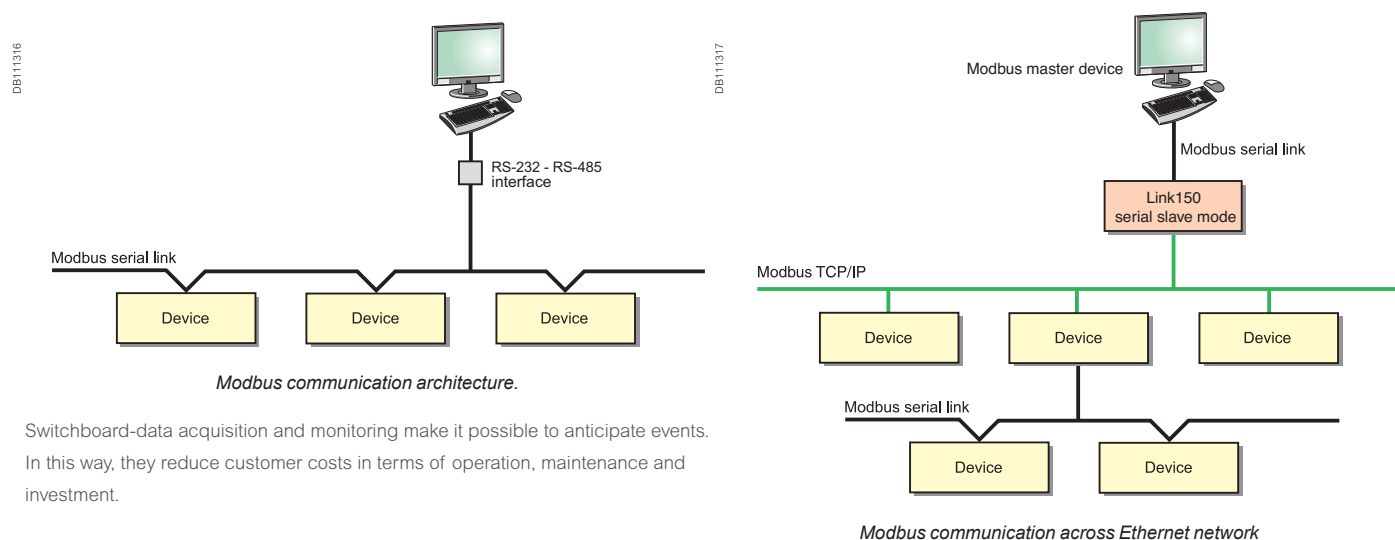 DB111316
RS-232 - RS-485
interface
Modbus serial link
Device
Device
Device
Modbus communication architecture.
Switchboard-data acquisition and monitoring make it possible to anticipate events.
In this way, they reduce customer costs in terms of operation, maintenance and
investment.
DB111317
Modbus master device
Modbus serial link
Link150
serial slave mode
Modbus TCP/IP
Device
Device
Device
Modbus serial link
Device
Device
Modbus communication across Ethernet network